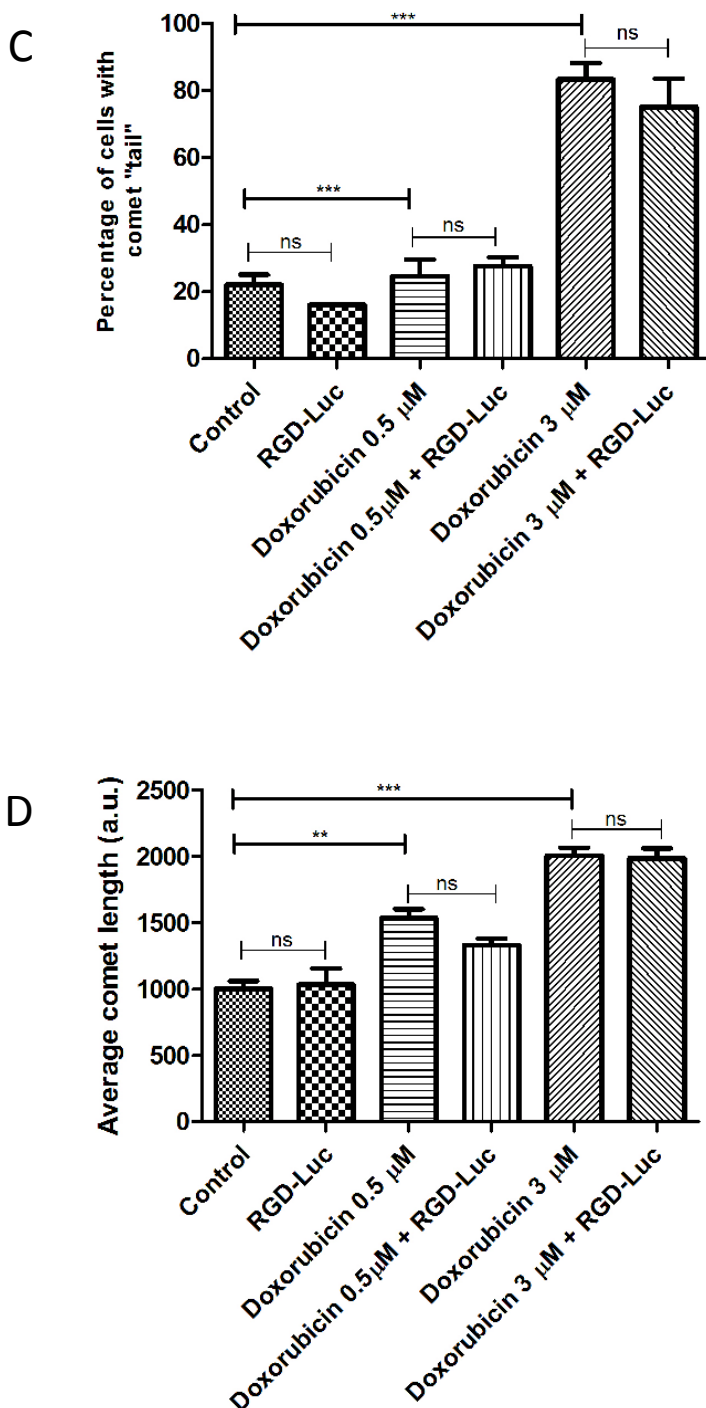 C
Percentage of cells with
comet "tail"
100
80
60
40
20
0
***
ns
***
ns
ns
Control
RGD-Luc
Doxorubicin 0.5 μM
Doxorubicin 0.5μM + RGD-Luc
Doxorubicin 3 μM
Doxorubicin 3 μM + RGD-Luc
D
Average comet length (a.u.)
2500
2000
1500
1000
500
0
***
ns
**
ns
ns
Control
RGD-Luc
Doxorubicin 0.5 μM
Doxorubicin 0.5μM + RGD-Luc
Doxorubicin 3 μM
Doxorubicin 3 μM + RGD-Luc